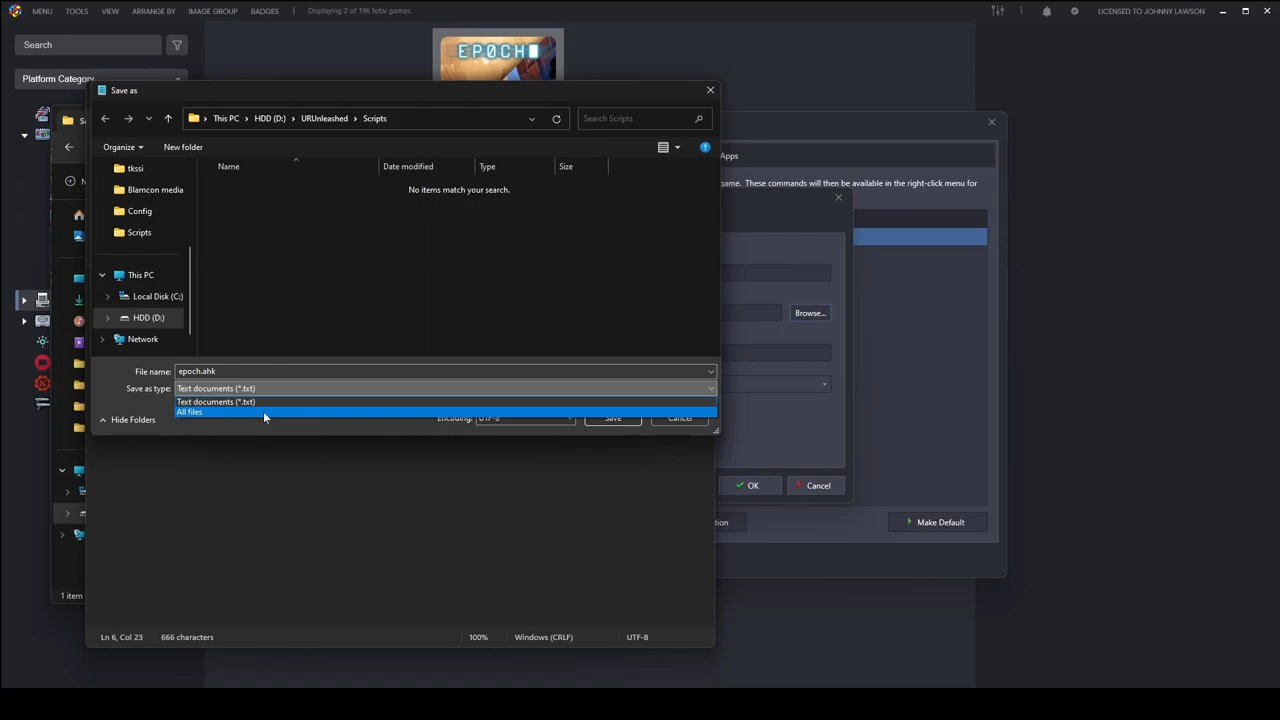 MENU TOOLS VIEW ARRANGE BY IMAGE GROUP BADGES Displaying 2 of 196 total games. LICENSED TO JOHNNY LAWSON
Search
EPOCH
Platform Category
Save as
This PC > HDD (D:) > URUnleashed > Scripts
Search Scripts
Organize New folder
Apps
Name Date modified Type Size
No items match your search.
game. These commands will then be available in the right-click menu for
tkssi
Blamcon media
Config
Scripts
This PC
Local Disk (C:)
HDD (D:)
Network
Browse...
File name: epoch.ahk
Save as type: Text documents (*.txt)
Text documents (*.txt)
All files
Hide Folders
Encoding: UTF-8
Save
Cancel
OK
Cancel
tion
Make Default
1 item
Ln 6, Col 23 666 characters 100% Windows (CRLF) UTF-8